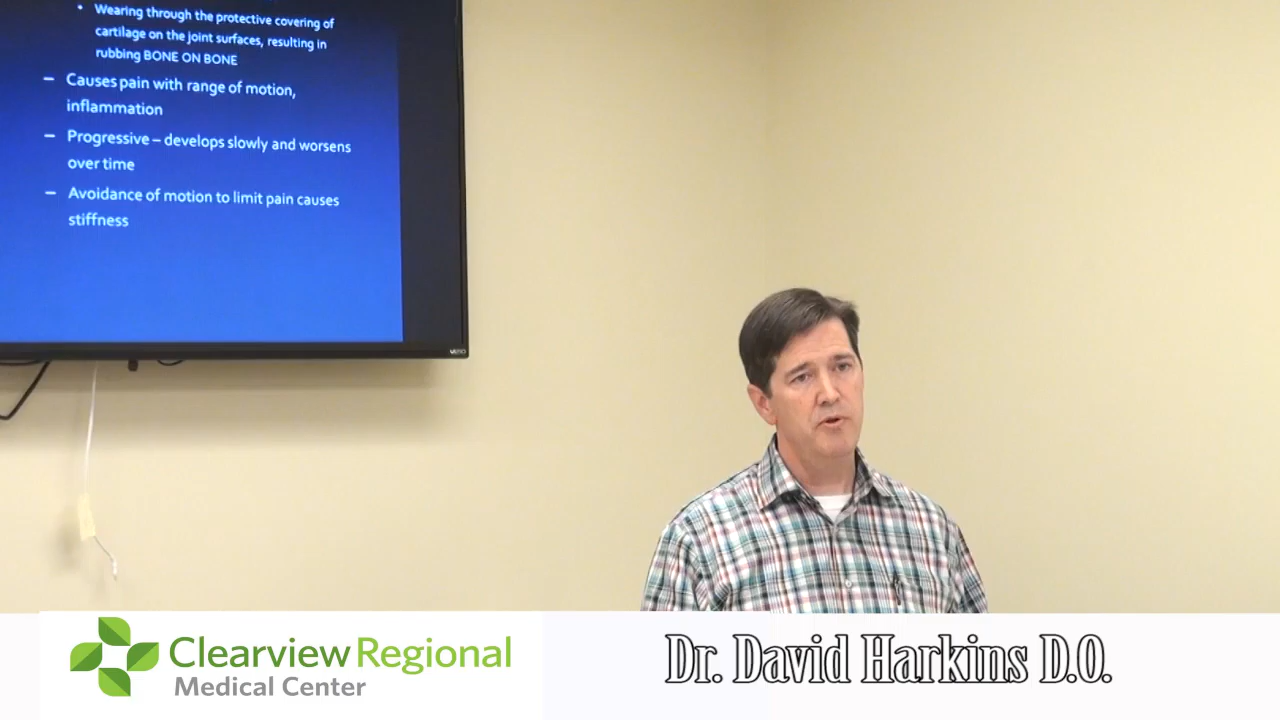 • Wearing through the protective covering of
cartilage on the joint surfaces, resulting in
rubbing BONE ON BONE
– Causes pain with range of motion,
inflammation
– Progressive – develops slowly and worsens
over time
– Avoidance of motion to limit pain causes
stiffness
VIZIO
Clearview Regional
Medical Center
Dr. David Harkins D.O.